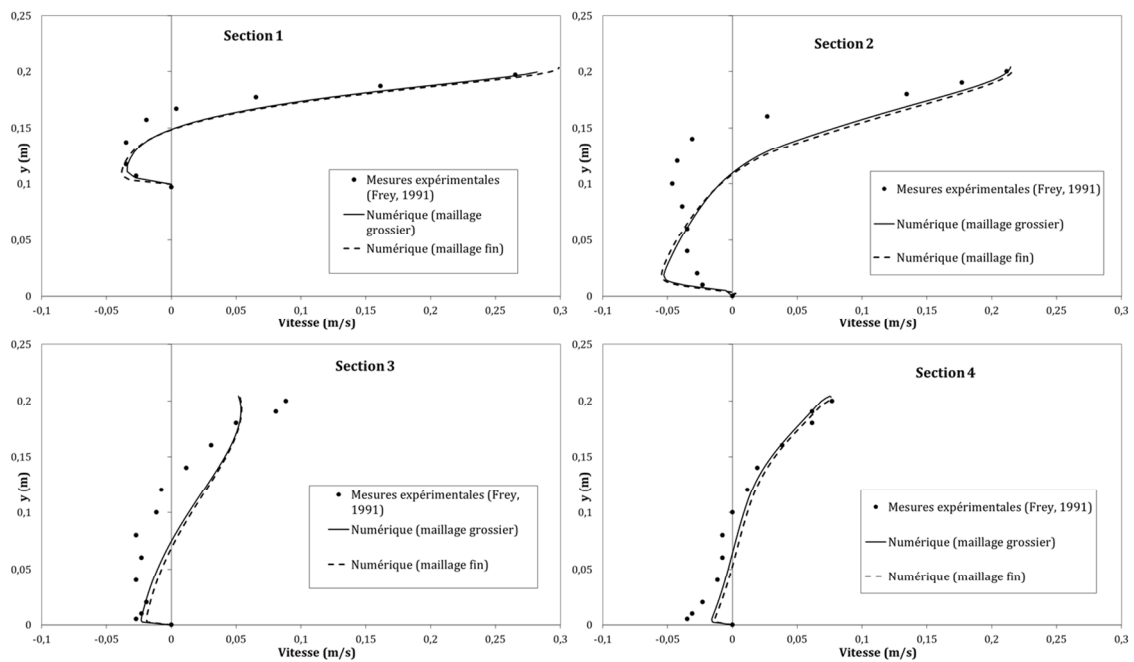 Section 1
0,25
0,2
0,15
0,1
0,05
0
y (m)
-0,1
-0,05
0
0,05
0,1
0,15
0,2
0,25
0,3
Vitesse (m/s)
Mesures expérimentales
(Frey, 1991)
Numérique (maillage
grossier)
Numérique (maillage fin)
Section 2
0,25
0,2
0,15
0,1
0,05
0
y (m)
-0,1
-0,05
0
0,05
0,1
0,15
0,2
0,25
0,3
Vitesse (m/s)
Mesures expérimentales (Frey, 1991)
Numérique (maillage grossier)
Numérique (maillage fin)
Section 3
0,25
0,2
0,15
0,1
0,05
0
y (m)
-0,1
-0,05
0
0,05
0,1
0,15
0,2
0,25
0,3
Vitesse (m/s)
Mesures expérimentales (Frey,
1991)
Numérique (maillage grossier)
Numérique (maillage fin)
Section 4
0,25
0,2
0,15
0,1
0,05
0
y (m)
-0,1
-0,05
0
0,05
0,1
0,15
0,2
0,25
0,3
Vitesse (m/s)
Mesures expérimentales (Frey, 1991)
Numérique (maillage grossier)
Numérique (maillage fin)